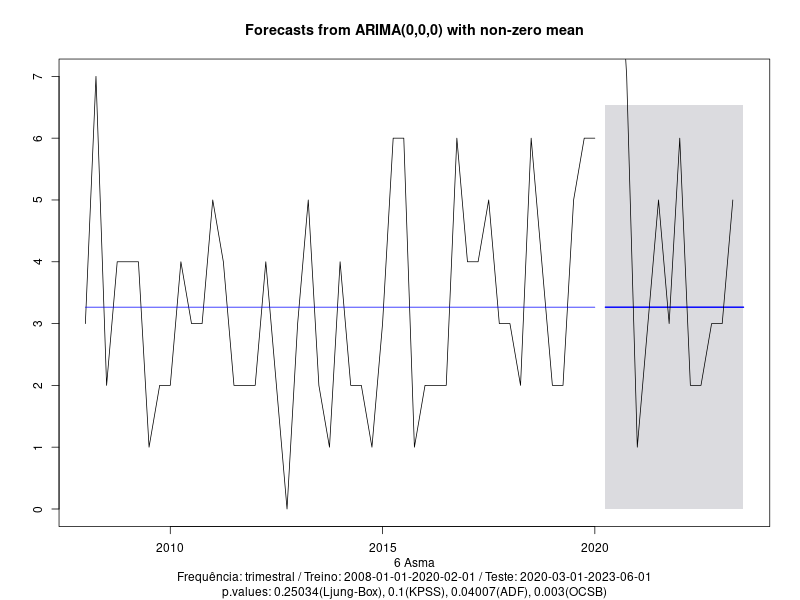 Forecasts from ARIMA(0,0,0) with non-zero mean
7
6
5
4
3
2
1
0
2010 2015 2020
6 Asma
Frequência: trimestral / Treino: 2008-01-01-2020-02-01 / Teste: 2020-03-01-2023-06-01
p.values: 0.25034(Ljung-Box), 0.1(KPSS), 0.04007(ADF), 0.003(OCSB)